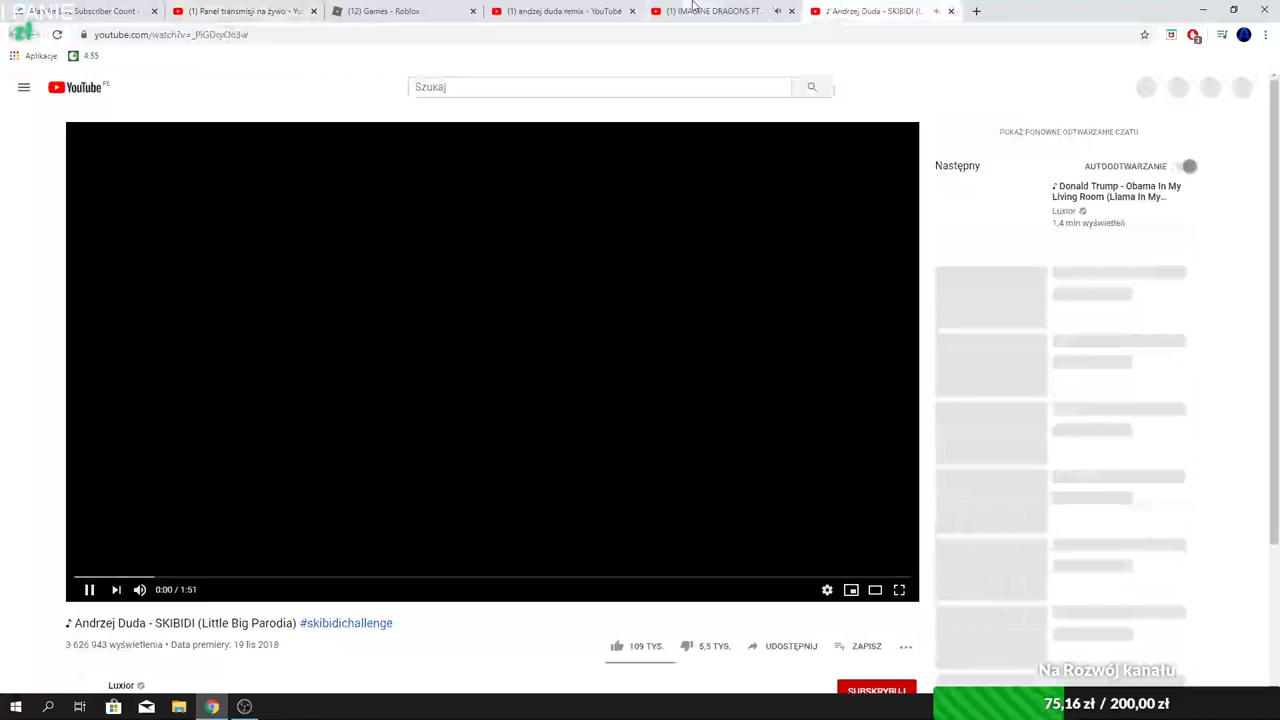 Subscriber Count -
(1) Panel transmisji na żywo - Yo
(12) Games - Roblox
(1) andzej duda remix - YouTube
(1) IMAGINE DRAGONS FT.
♪ Andrzej Duda - SKIBIDI (L
youtube.com/watch?v=_PiGDxyOo3w
Aplikacje
4:55
YouTube PL
Szukaj
POKAŻ PONOWNE ODTWARZANIE CZATU
Następny
AUTOODTWARZANIE
♪ Donald Trump - Obama In My
Living Room (Llama In My...
Luxior
1,4 mln wyświetleń
0:00 / 1:51
♪ Andrzej Duda - SKIBIDI (Little Big Parodia) #skibidichallenge
3 626 943 wyświetlenia • Data premiery: 19 lis 2018
109 TYS.
5,5 TYS.
UDOSTĘPNIJ
ZAPISZ
Luxior
SUBSKRYBUJ
Na Rozwój kanału
75,16 zł / 200,00 zł